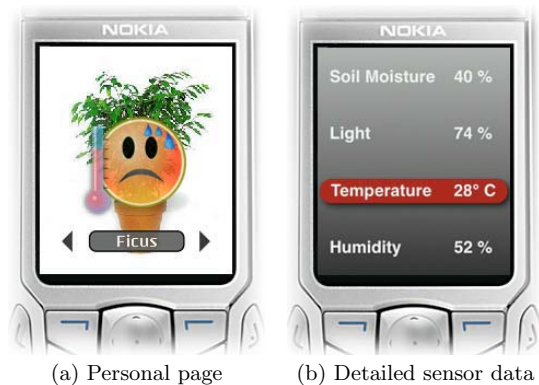 NOKIA
Ficus
(a) Personal page
NOKIA
Soil Moisture 40 %
Light 74 %
Temperature 28° C
Humidity 52 %
(b) Detailed sensor data